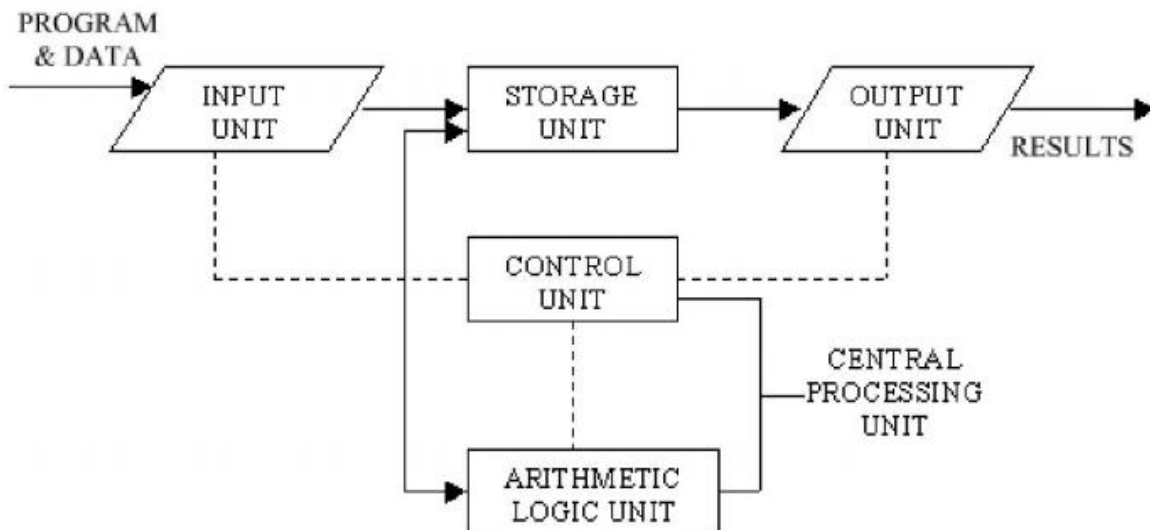 PROGRAM
& DATA
INPUT
UNIT
STORAGE
UNIT
OUTPUT
UNIT
RESULTS
CONTROL
UNIT
CENTRAL
PROCESSING
UNIT
ARITHMETIC
LOGIC UNIT